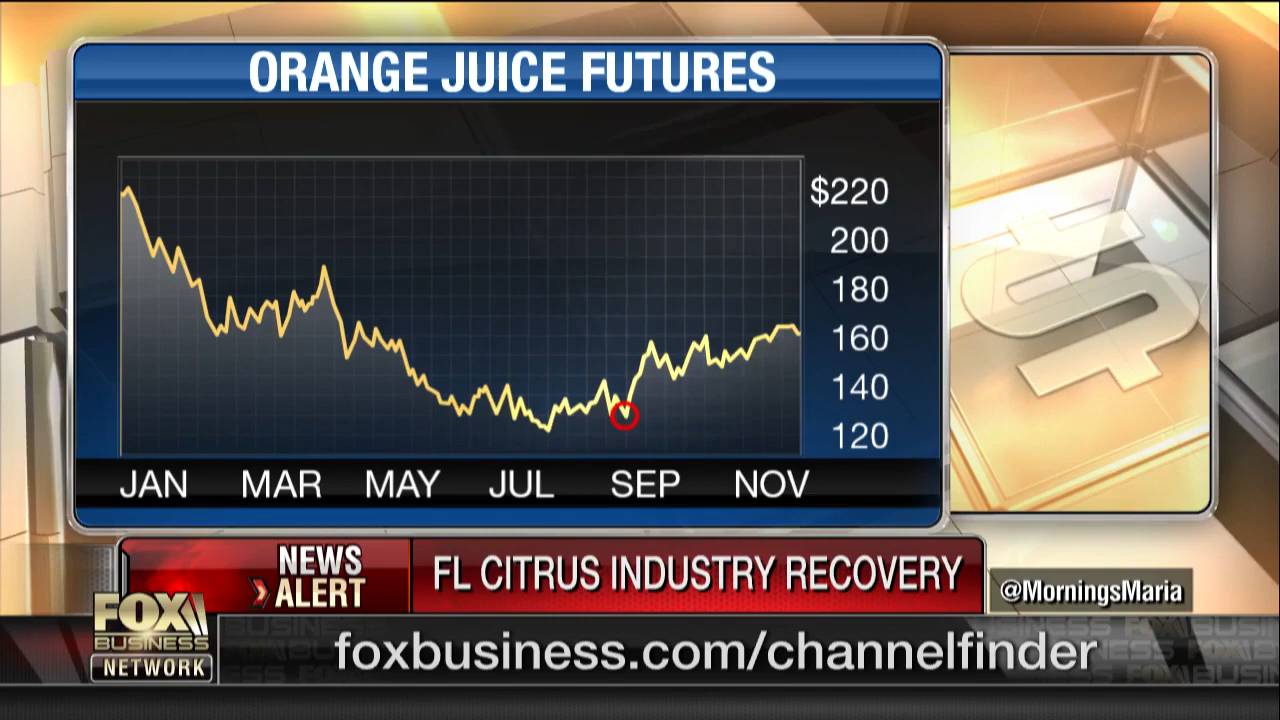 ORANGE JUICE FUTURES
$220
200
180
160
140
120
JAN MAR MAY JUL SEP NOV
NEWS
ALERT
FL CITRUS INDUSTRY RECOVERY
@MorningsMaria
FOX
BUSINESS
NETWORK
foxbusiness.com/channelfinder